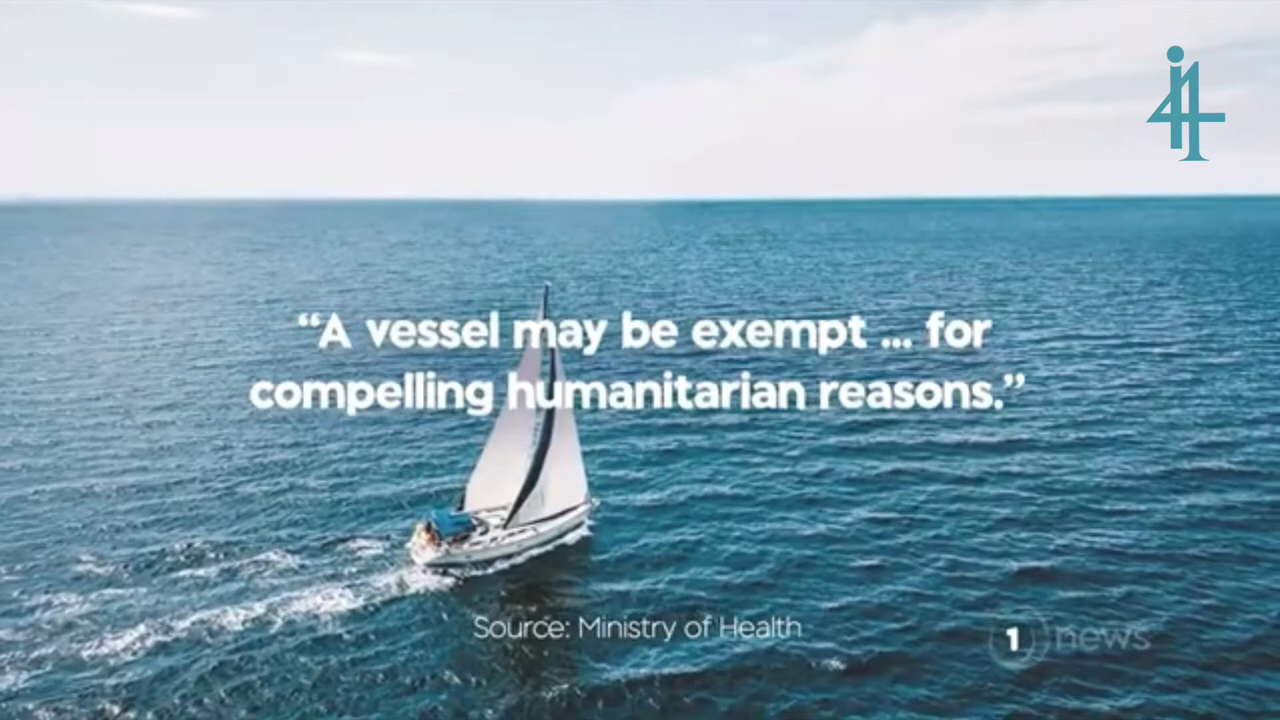 “A vessel may be exempt ... for
compelling humanitarian reasons.”
Source: Ministry of Health
1 news